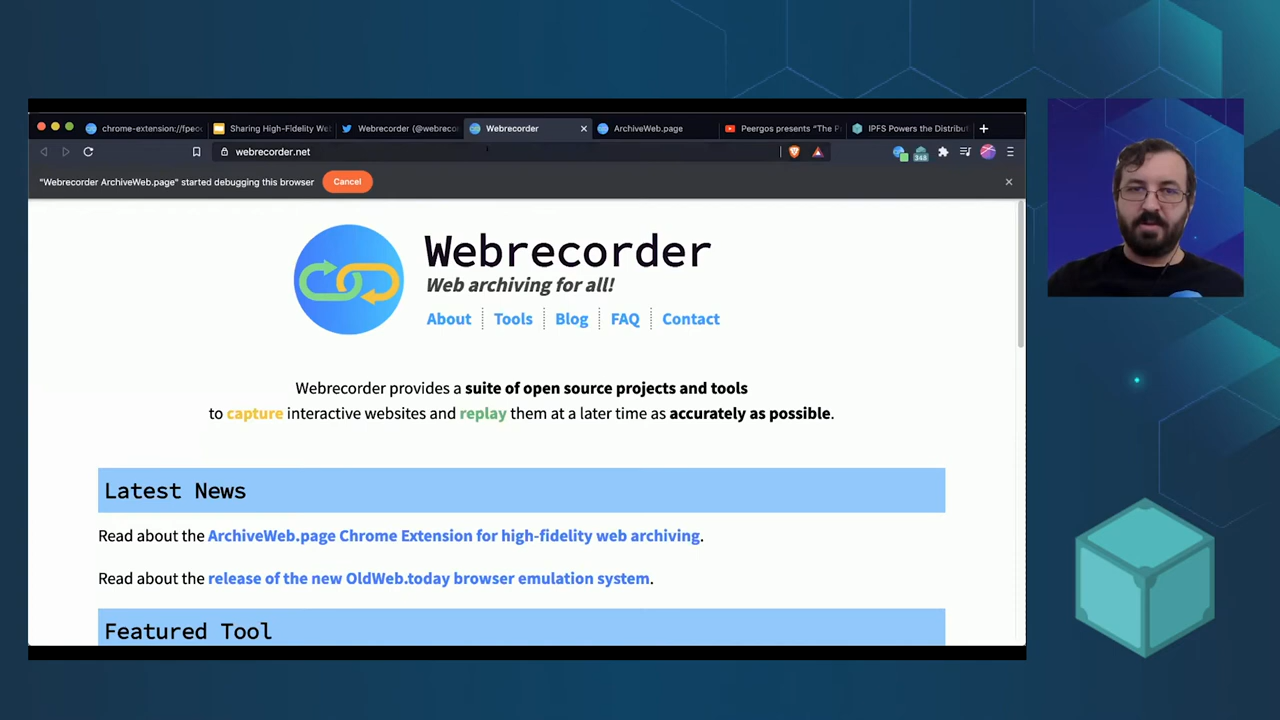 chrome-extension://fpeoc
Sharing High-Fidelity We
Webrecorder (@webreco
Webrecorder
ArchiveWeb.page
Peergos presents "The P
IPFS Powers the Distribut
webrecorder.net
348
"Webrecorder ArchiveWeb.page" started debugging this browser
Cancel
Webrecorder
Web archiving for all!
About
Tools
Blog
FAQ
Contact
Webrecorder provides a suite of open source projects and tools
to capture interactive websites and replay them at a later time as accurately as possible.
Latest News
Read about the ArchiveWeb.page Chrome Extension for high-fidelity web archiving.
Read about the release of the new OldWeb.today browser emulation system.
Featured Tool